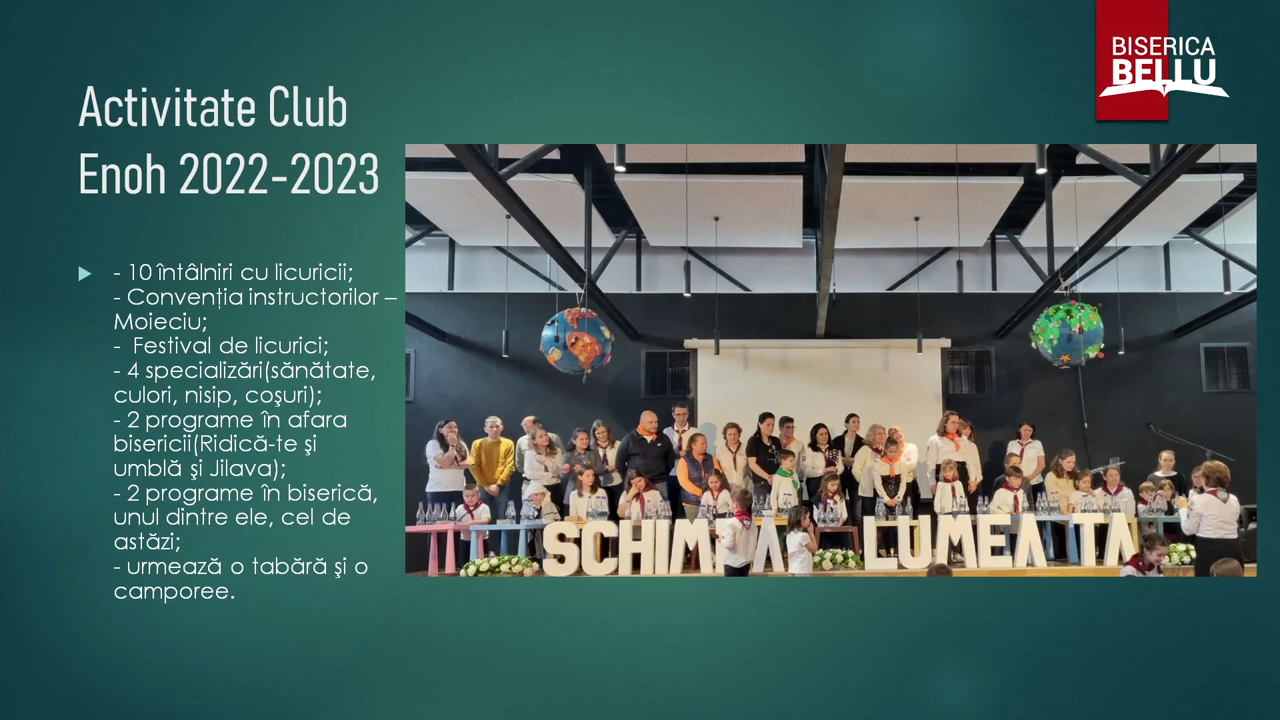 BISERICA
BELLU
Activitate Club
Enoh 2022-2023
- 10 întâlniri cu licuricii;
- Convenția instructorilor –
Moieciu;
- Festival de licurici;
- 4 specializări(sănătate,
culori, nisip, coşuri);
- 2 programe în afara
bisericii(Ridică-te şi
umblă şi Jilava);
- 2 programe în biserică,
unul dintre ele, cel de
astăzi;
- urmează o tabără şi o
camporee.
SCHIMBĂ LUMEA TA